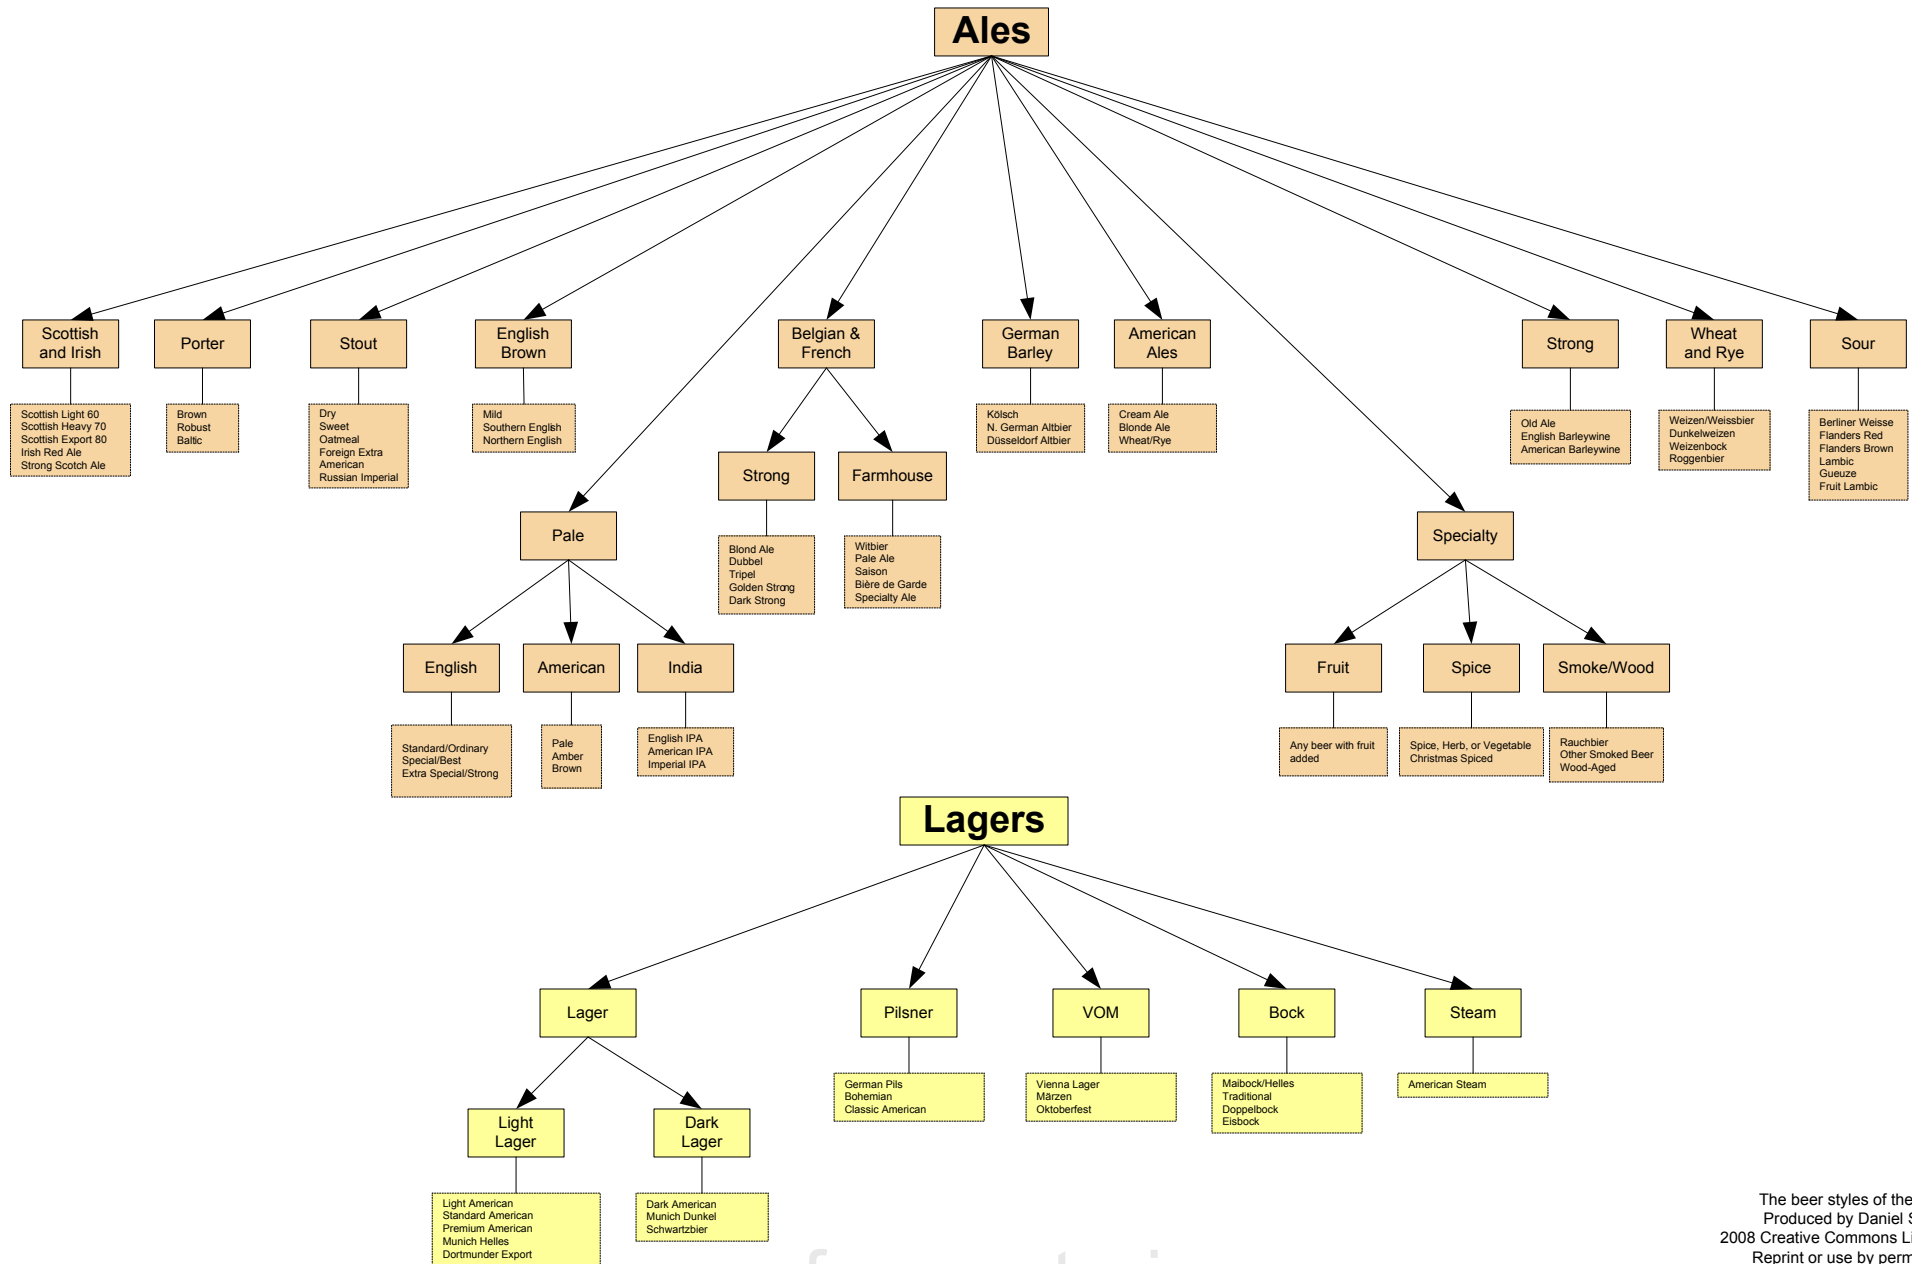 Ales
Scottish
and Irish
Porter
Stout
English
Brown
Belgian &
French
German
Barley
American
Ales
Strong
Wheat
and Rye
Sour
Scottish Light 60
Scottish Heavy 70
Scottish Export 80
Irish Red Ale
Strong Scotch Ale
Brown
Robust
Baltic
Dry
Sweet
Oatmeal
Foreign Extra
American
Russian Imperial
Mild
Southern English
Northern English
Kölsch
N. German Altbier
Düsseldorf Altbier
Cream Ale
Blonde Ale
Wheat/Rye
Old Ale
English Barleywine
American Barleywine
Weizen/Weissbier
Dunkelweizen
Weizenbock
Roggenbier
Berliner Weisse
Flanders Red
Flanders Brown
Lambic
Gueuze
Fruit Lambic
Strong
Farmhouse
Blond Ale
Dubbel
Tripel
Golden Strong
Dark Strong
Witbier
Pale Ale
Saison
Bière de Garde
Specialty Ale
Pale
Specialty
English
American
India
Standard/Ordinary
Special/Best
Extra Special/Strong
Pale
Amber
Brown
English IPA
American IPA
Imperial IPA
Fruit
Spice
Smoke/Wood
Any beer with fruit
added
Spice, Herb, or Vegetable
Christmas Spiced
Rauchbier
Other Smoked Beer
Wood-Aged
Lagers
Lager
Pilsner
VOM
Bock
Steam
German Pils
Bohemian
Classic American
Vienna Lager
Märzen
Oktoberfest
Maibock/Helles
Traditional
Doppelbock
Eisbock
American Steam
Light
Lager
Dark
Lager
Light American
Standard American
Premium American
Munich Helles
Dortmunder Export
Dark American
Munich Dunkel
Schwartzbier
The beer styles of the
Produced by Daniel S
2008 Creative Commons Li
Reprint or use by perm